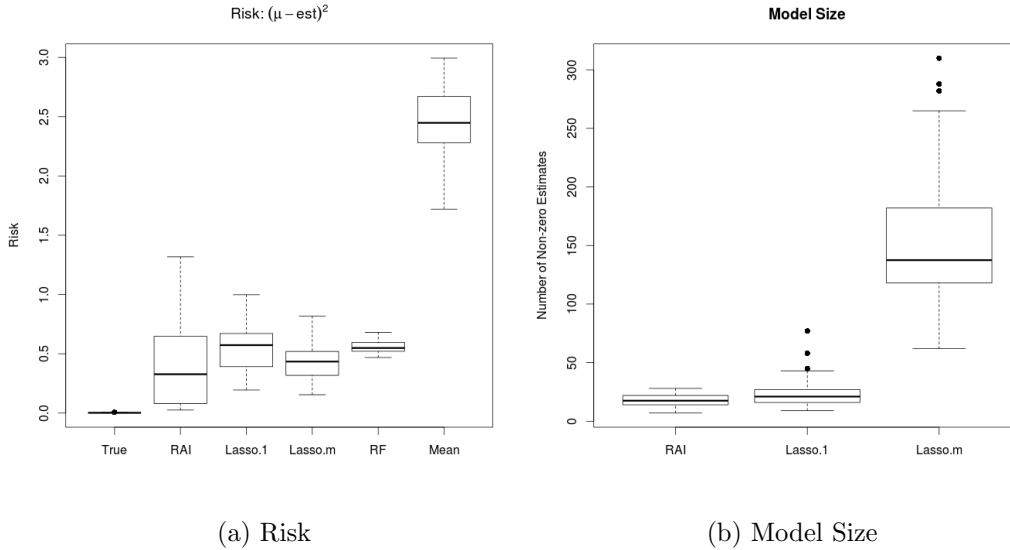 Risk: (μ − est)²
Risk
3.0
2.5
2.0
1.5
1.0
0.5
0.0
True RAI Lasso.1 Lasso.m RF Mean
(a) Risk
Model Size
Number of Non-zero Estimates
300
250
200
150
100
50
0
RAI Lasso.1 Lasso.m
(b) Model Size